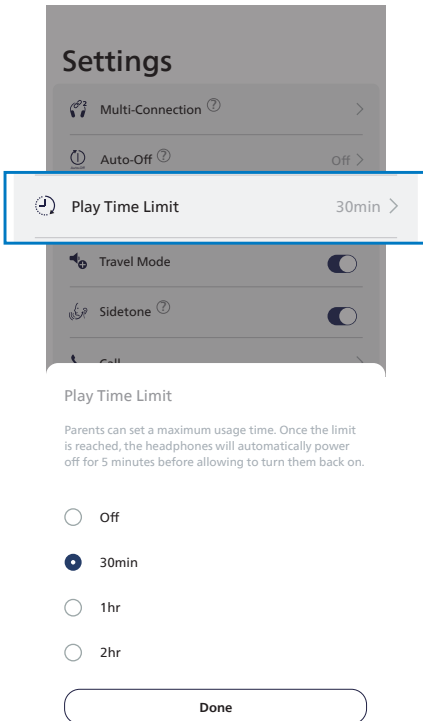 Settings
Multi-Connection ?
Auto-Off ?
Off
Play Time Limit
30min
Travel Mode
Sidetone ?
Call
Play Time Limit
Parents can set a maximum usage time. Once the limit
is reached, the headphones will automatically power
off for 5 minutes before allowing to turn them back on.
Off
30min
1hr
2hr
Done